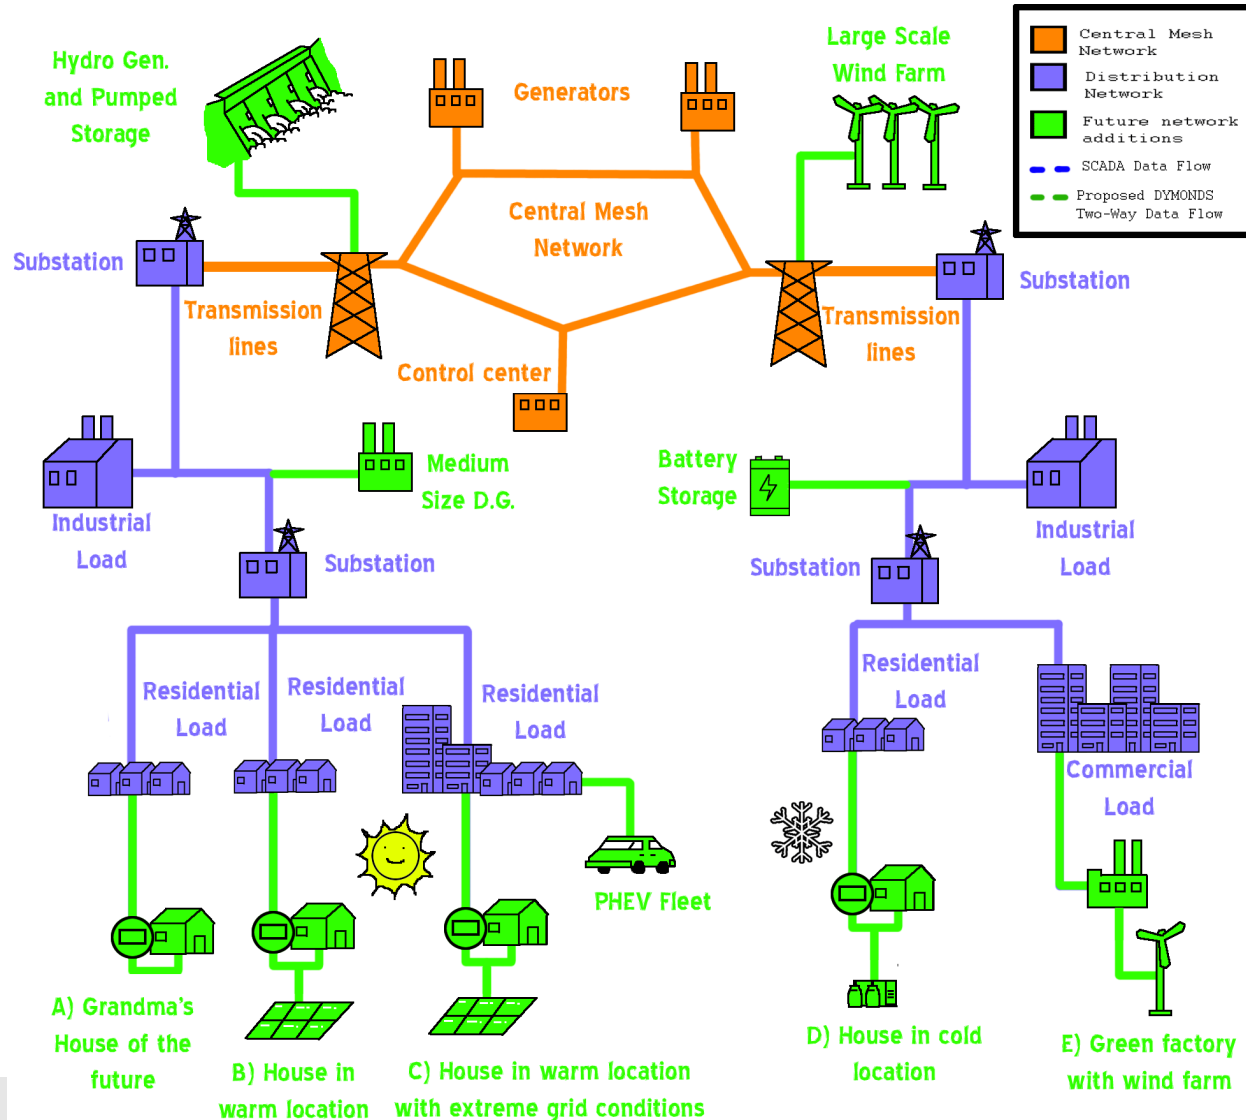 Hydro Gen.
and Pumped
Storage
Generators
Large Scale
Wind Farm
Central Mesh
Network
Distribution
Network
Future network
additions
SCADA Data Flow
Proposed DYMONDS
Two-Way Data Flow
Central Mesh
Network
Substation
Transmission
lines
Control center
Transmission
lines
Substation
Industrial
Load
Medium
Size D.G.
Battery
Storage
Industrial
Load
Substation
Substation
Residential
Load
Residential
Load
Residential
Load
Residential
Load
Commercial
Load
PHEV Fleet
A) Grandma's
House of the
future
B) House in
warm location
C) House in warm location
with extreme grid conditions
D) House in cold
location
E) Green factory
with wind farm